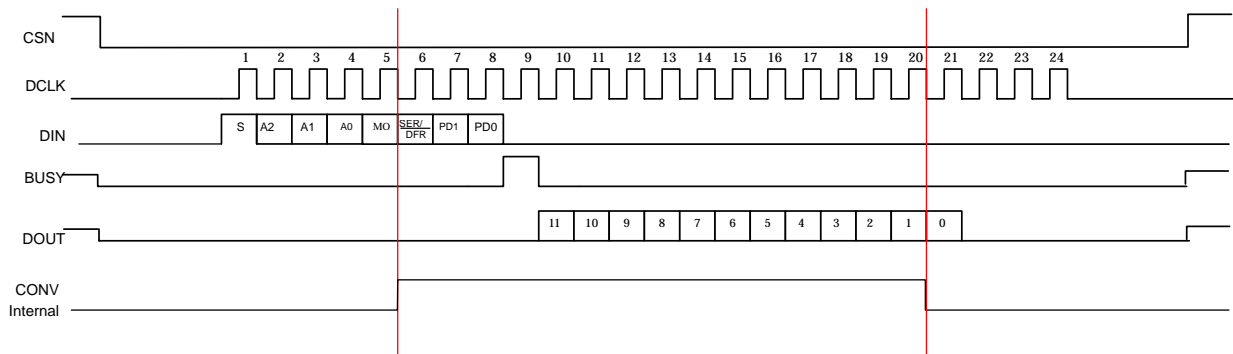 CSN
1 2 3 4 5 6 7 8 9 10 11 12 13 14 15 16 17 18 19 20 21 22 23 24
DCLK
DIN S A2 A1 A0 MO SER/DFR PD1 PD0
BUSY
DOUT 11 10 9 8 7 6 5 4 3 2 1 0
CONV
Internal